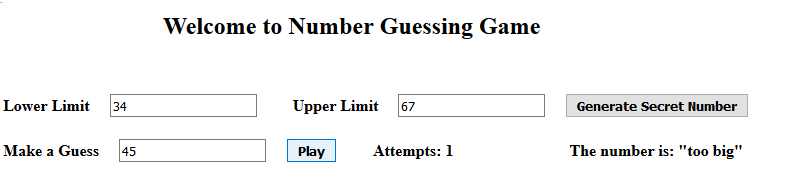 Welcome to Number Guessing Game
Lower Limit 34 Upper Limit 67 Generate Secret Number
Make a Guess 45 Play Attempts: 1 The number is: "too big"